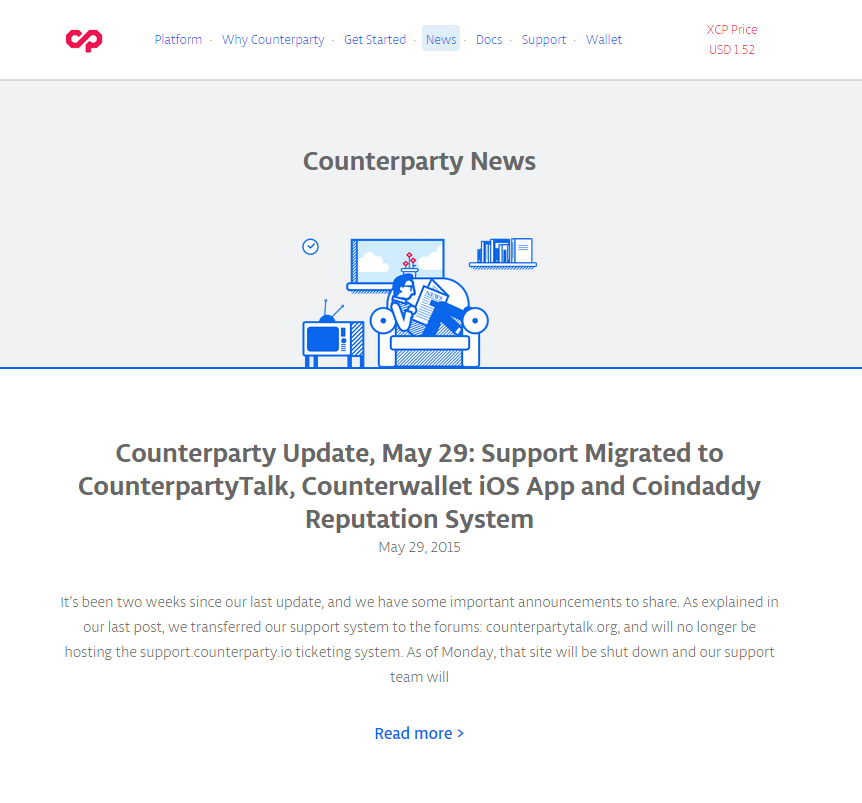 Platform · Why Counterparty · Get Started · News · Docs · Support · Wallet
XCP Price
USD 1.52
Counterparty News
NEWS
Counterparty Update, May 29: Support Migrated to
CounterpartyTalk, Counterwallet iOS App and Coindaddy
Reputation System
May 29, 2015
It's been two weeks since our last update, and we have some important announcements to share. As explained in
our last post, we transferred our support system to the forums: counterpartytalk.org, and will no longer be
hosting the support.counterparty.io ticketing system. As of Monday, that site will be shut down and our support
team will
Read more >